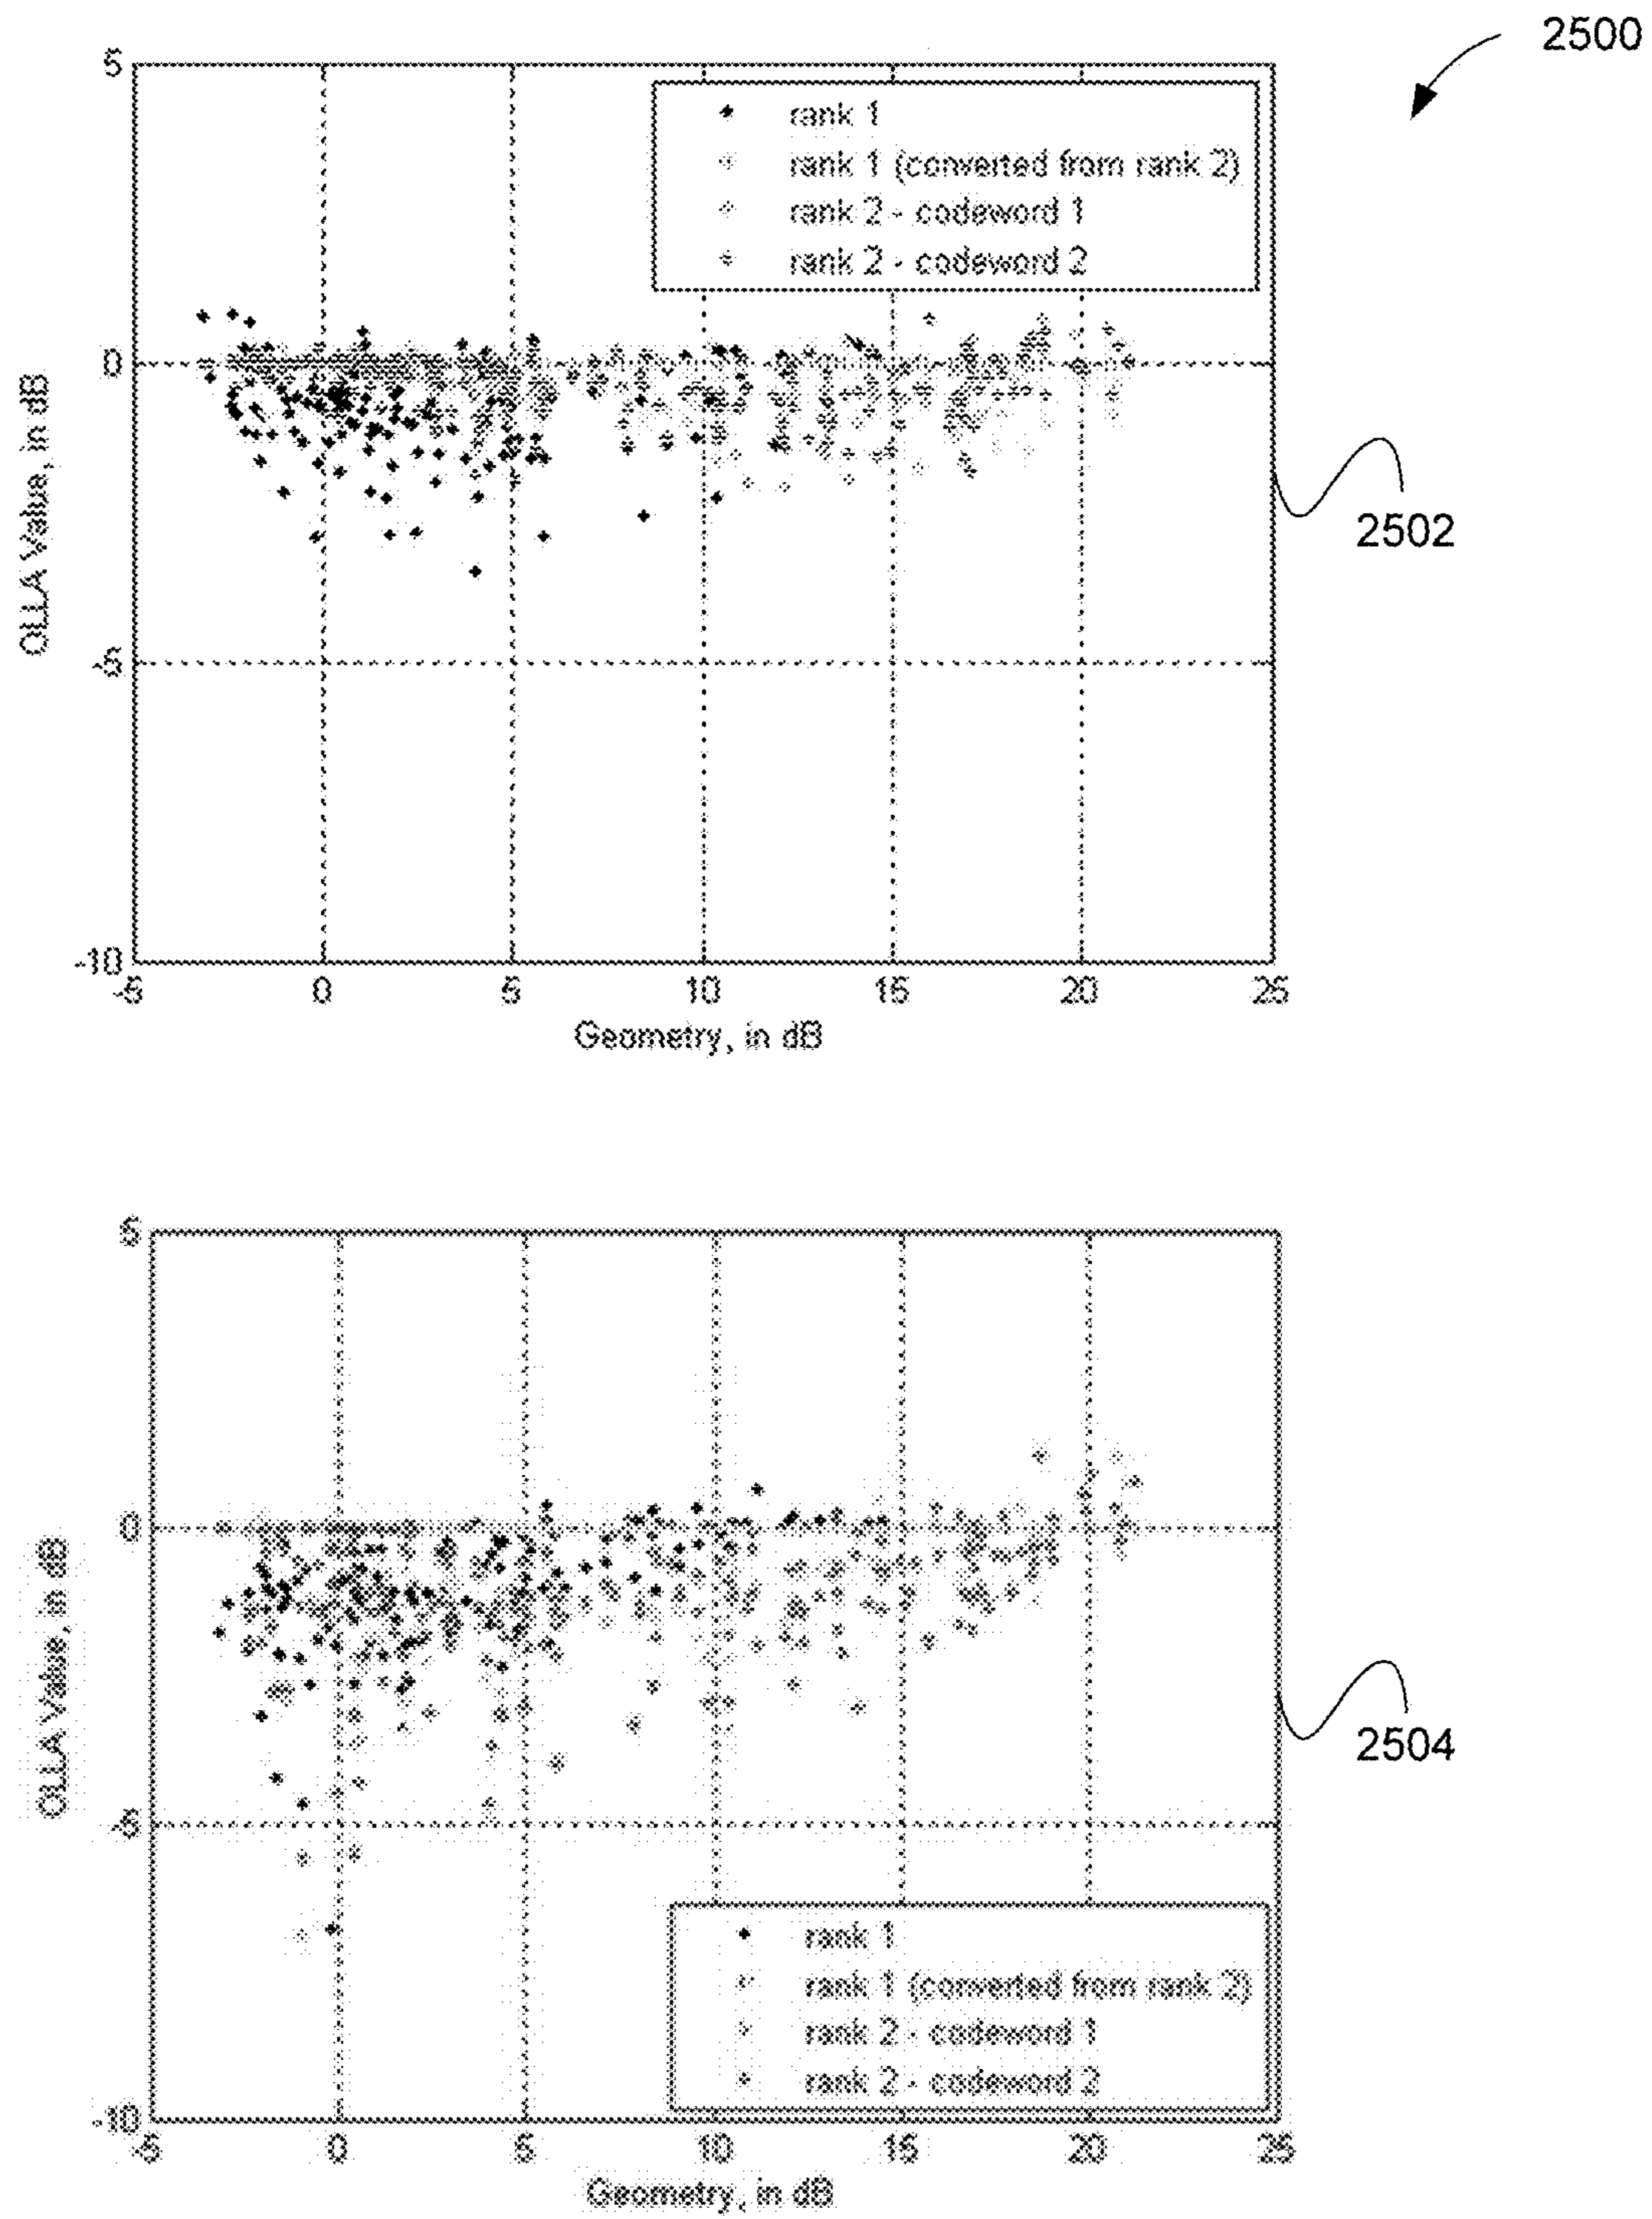 2500
5
rank 1
rank 1 (converted from rank 2)
rank 2 - codeword 1
rank 2 - codeword 2
0
OLLA Value, in dB
2502
-5
-10
-5 0 5 10 15 20 25
Geometry, in dB
5
0
OLLA Value, in dB
2504
-5
rank 1
rank 1 (converted from rank 2)
rank 2 - codeword 1
rank 2 - codeword 2
-10
-5 0 5 10 15 20 25
Geometry, in dB